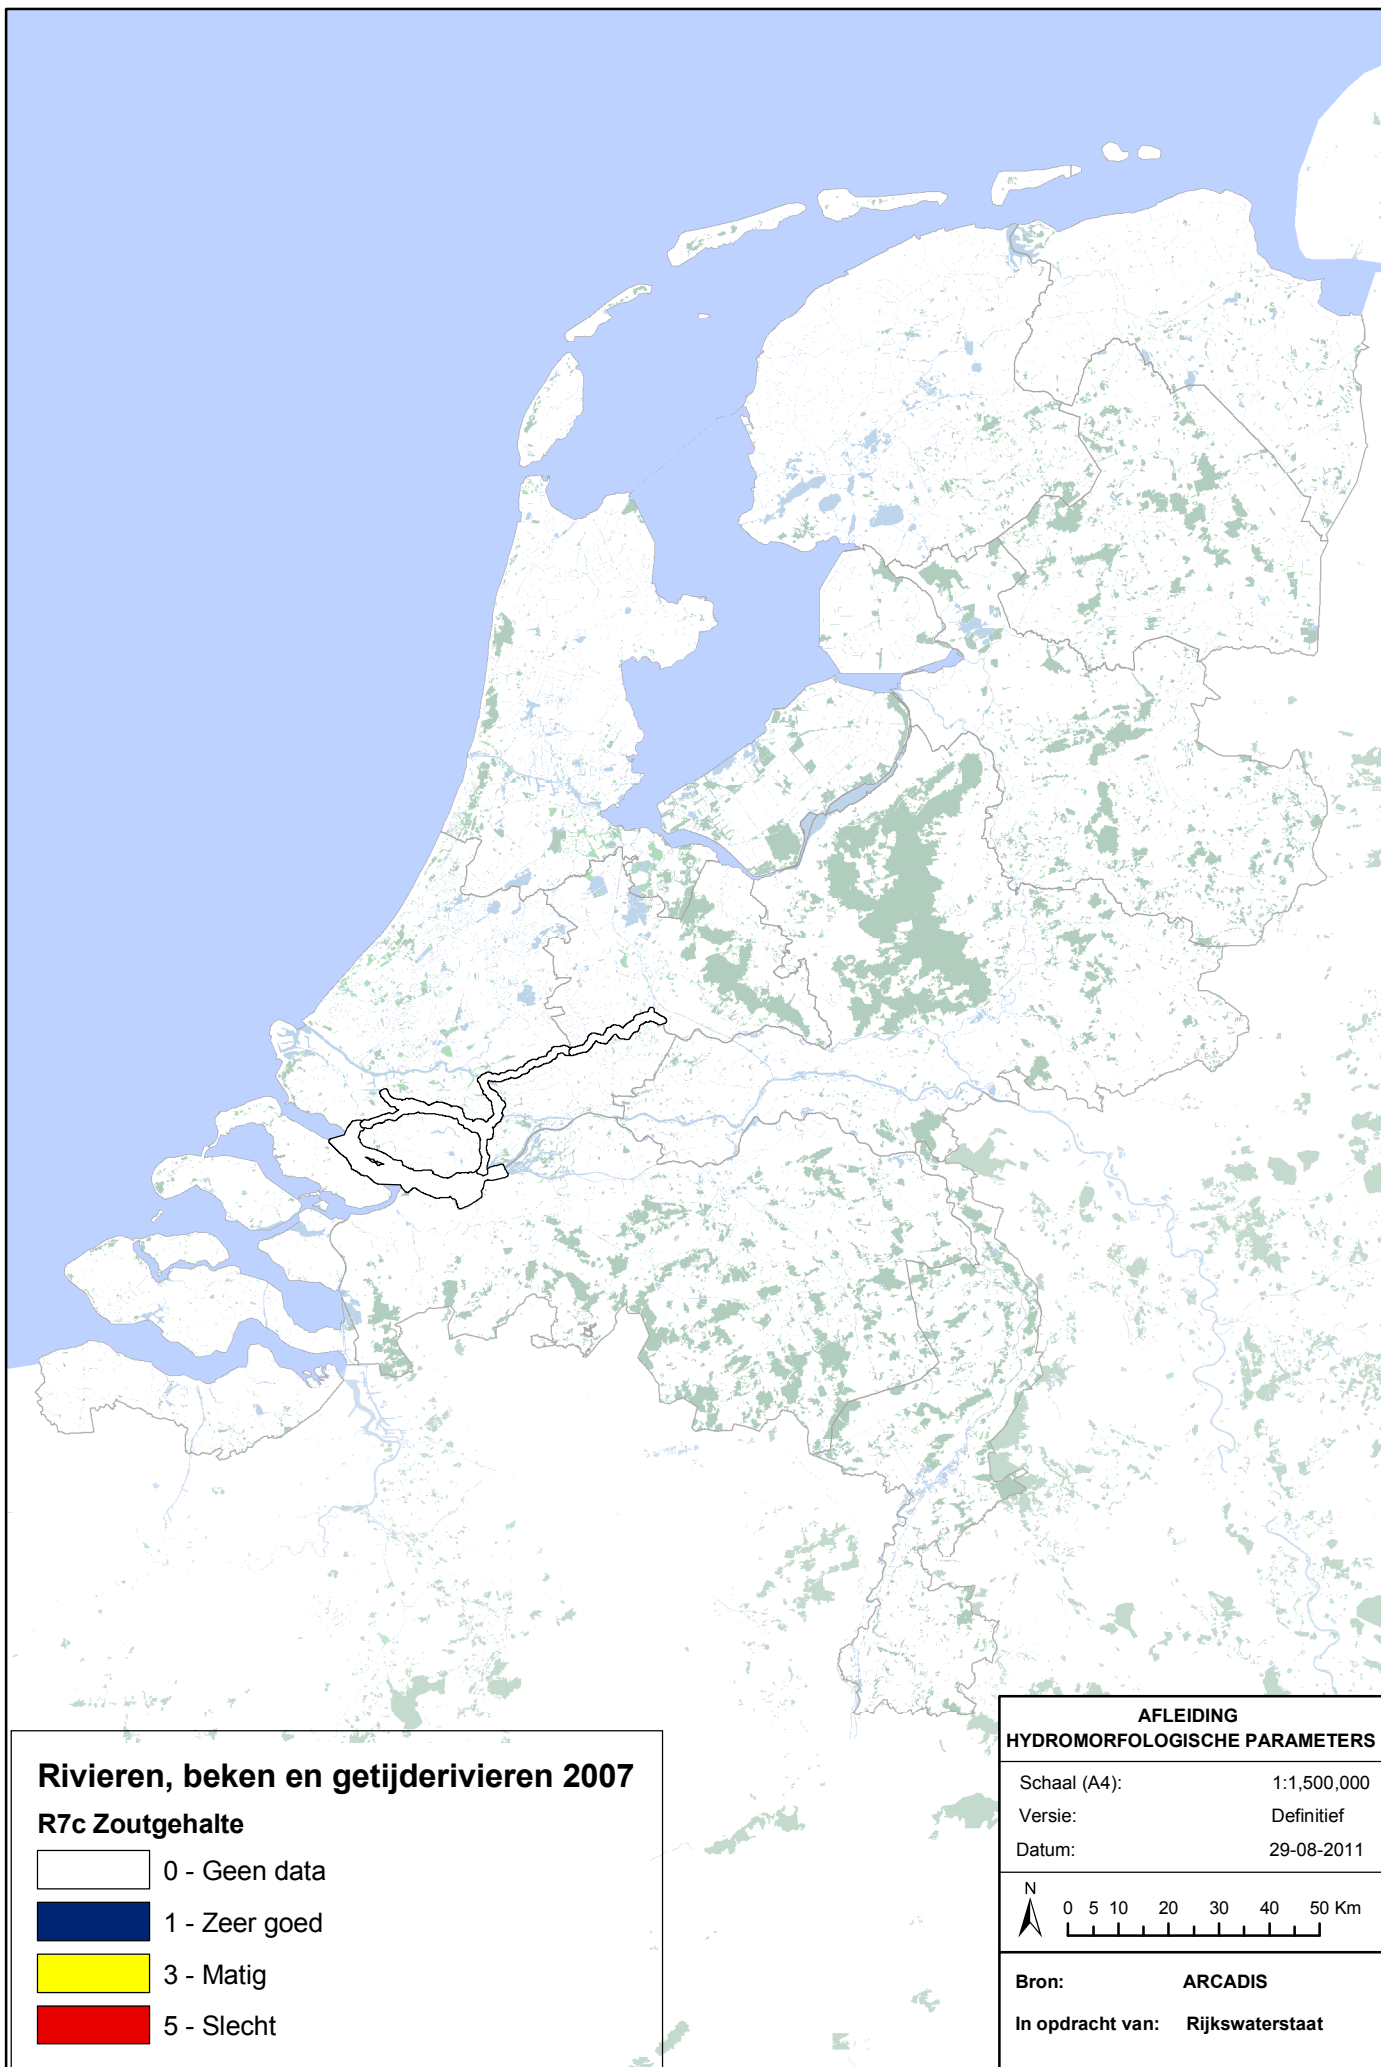 Rivieren, beken en getijderivieren 2007
R7c Zoutgehalte
0 - Geen data
1 - Zeer goed
3 - Matig
5 - Slecht
AFLEIDING
HYDROMORFOLOGISCHE PARAMETERS
Schaal (A4): 1:1,500,000
Versie: Definitief
Datum: 29-08-2011
N
0 5 10 20 30 40 50 Km
Bron: ARCADIS
In opdracht van: Rijkswaterstaat